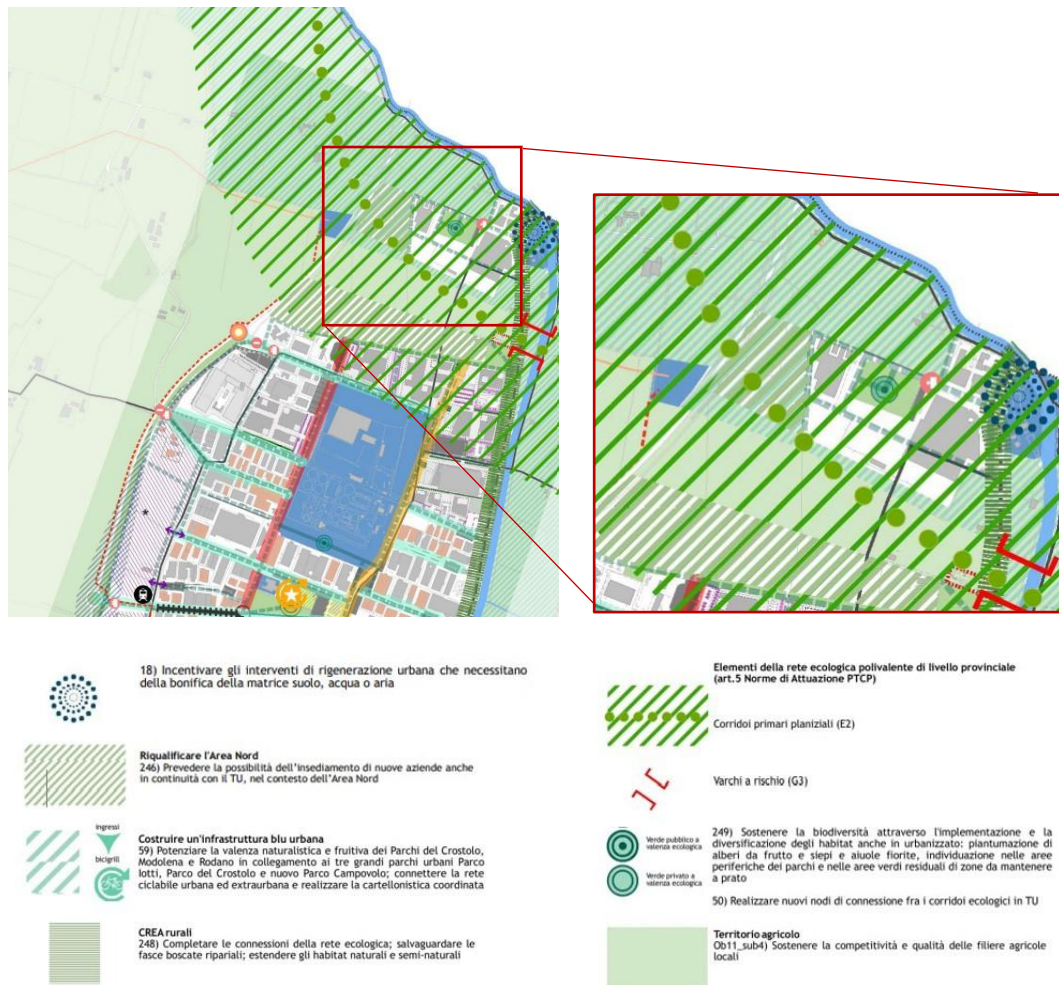 18) Incentivare gli interventi di rigenerazione urbana che necessitano
della bonifica della matrice suolo, acqua o aria
Riqualificare l'Area Nord
246) Prevedere la possibilità dell'insediamento di nuove aziende anche
in continuità con il TU, nel contesto dell'Area Nord
ingressi
bicigrill
Costruire un'infrastruttura blu urbana
59) Potenziare la valenza naturalistica e fruitiva dei Parchi del Crostolo,
Modolena e Rodano in collegamento ai tre grandi parchi urbani Parco
Iotti, Parco del Crostolo e nuovo Parco Campovolo; connettere la rete
ciclabile urbana ed extraurbana e realizzare la cartellonistica coordinata
CREA rurali
248) Completare le connessioni della rete ecologica; salvaguardare le
fasce boscate ripariali; estendere gli habitat naturali e semi-naturali
Elementi della rete ecologica polivalente di livello provinciale
(art.5 Norme di Attuazione PTCP)
Corridoi primari planiziali (E2)
Varchi a rischio (G3)
Verde pubblico a
valenza ecologica
Verde privato a
valenza ecologica
249) Sostenere la biodiversità attraverso l'implementazione e la
diversificazione degli habitat anche in urbanizzato: piantumazione di
alberi da frutto e siepi e aiuole fiorite, individuazione nelle aree
periferiche dei parchi e nelle aree verdi residuali di zone da mantenere
a prato
50) Realizzare nuovi nodi di connessione fra i corridoi ecologici in TU
Territorio agricolo
Ob11_sub4) Sostenere la competitività e qualità delle filiere agricole
locali